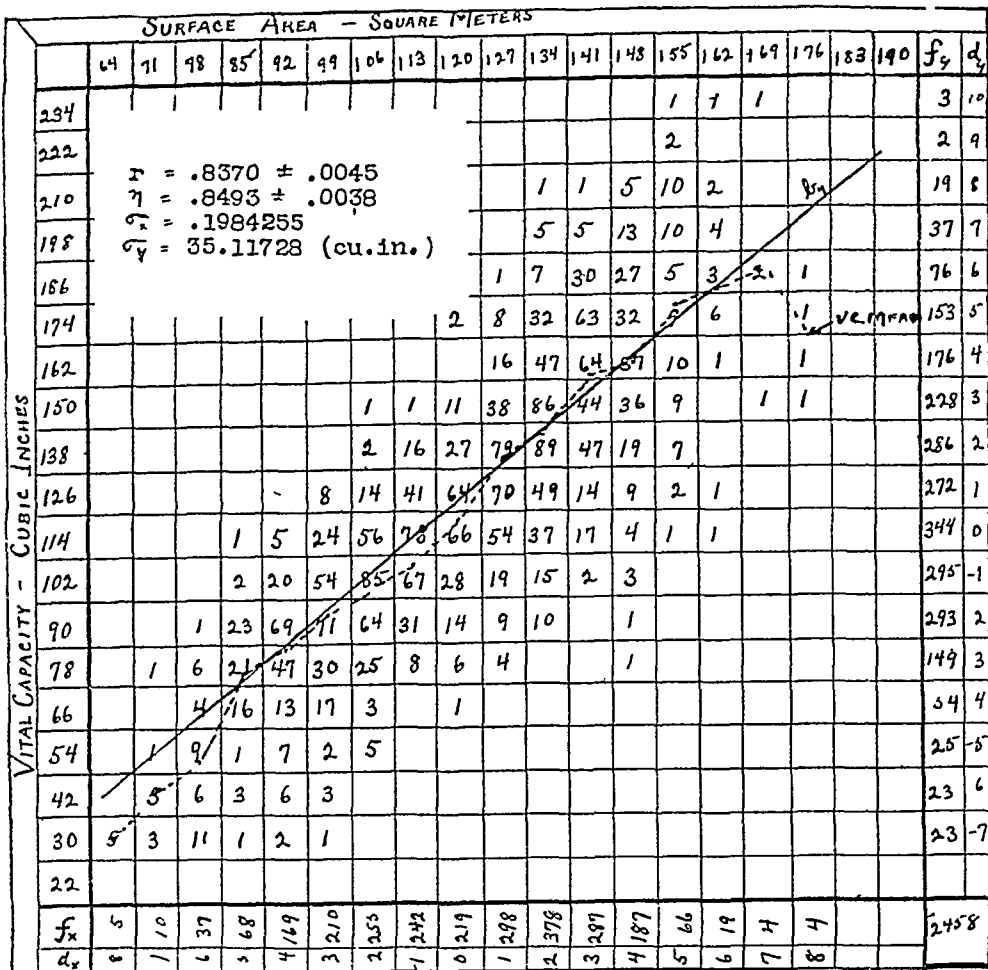 SURFACE AREA - SQUARE METERS
64 71 98 85 92 99 106 113 120 127 134 141 148 155 162 169 176 183 190 fy dy
234 1 1 1 3 10
222 2 2 9
r = .8370 ± .0045
η = .8493 ± .0038
σx = .1984255
σy = 35.11728 (cu.in.)
210 1 1 5 10 2 19 8
198 5 5 13 10 4 37 7
186 1 7 30 27 5 3 2 1 76 6
174 2 8 32 63 32 5 6 1 153 5
162 16 47 64 37 10 1 1 176 4
150 1 1 11 38 86 44 36 9 1 1 228 3
138 2 16 27 79 89 47 19 7 286 2
126 - 8 14 41 64 70 49 14 9 2 1 272 1
114 1 5 24 56 78 66 54 37 17 4 1 1 344 0
102 2 20 54 85 67 28 19 15 2 3 295 -1
90 1 23 69 71 64 31 14 9 10 1 293 2
78 1 6 21 47 30 25 8 6 4 1 149 3
66 4 16 13 17 3 1 54 4
54 1 9 1 7 2 5 25 -5
42 5 6 3 6 3 23 6
30 5 3 11 1 2 1 23 -7
22
fx 5 10 37 68 169 210 253 242 219 298 378 289 187 66 19 4 4 2458
dx 8 1 6 5 4 3 2 -1 0 1 2 3 4 5 6 7 8
VITAL CAPACITY - CUBIC INCHES